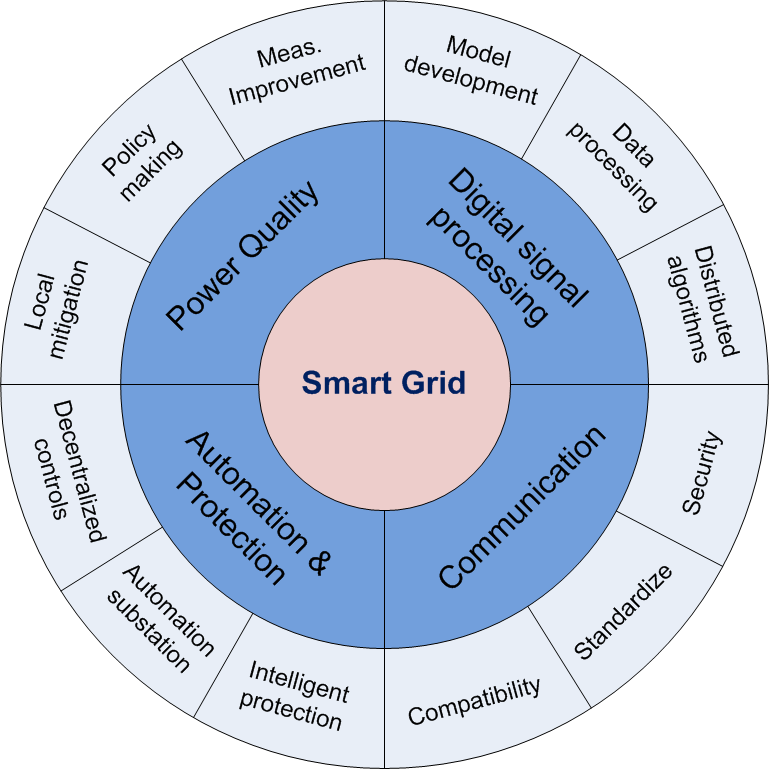 Smart Grid
Power Quality
Digital signal
processing
Communication
Automation &
Protection
Meas.
Improvement
Model
development
Data
processing
Distributed
algorithms
Security
Standardize
Compatibility
Intelligent
protection
Automation
substation
Decentralized
controls
Local
mitigation
Policy
making